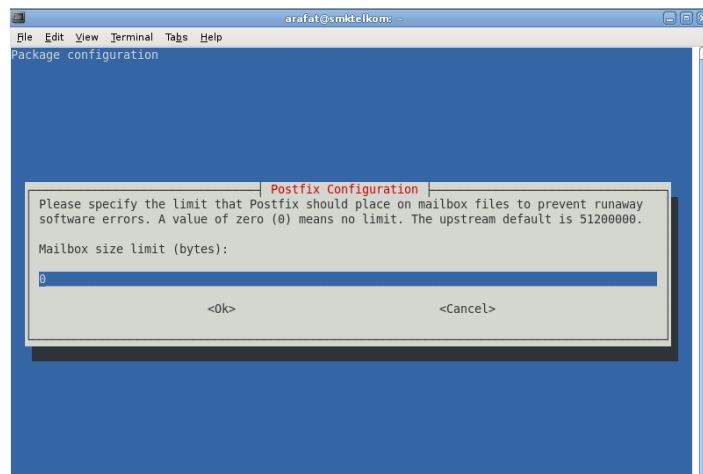 arafat@smktelkom: ~
File Edit View Terminal Tabs Help
Package configuration
Postfix Configuration
Please specify the limit that Postfix should place on mailbox files to prevent runaway
software errors. A value of zero (0) means no limit. The upstream default is 51200000.
Mailbox size limit (bytes):
0
<Ok> <Cancel>